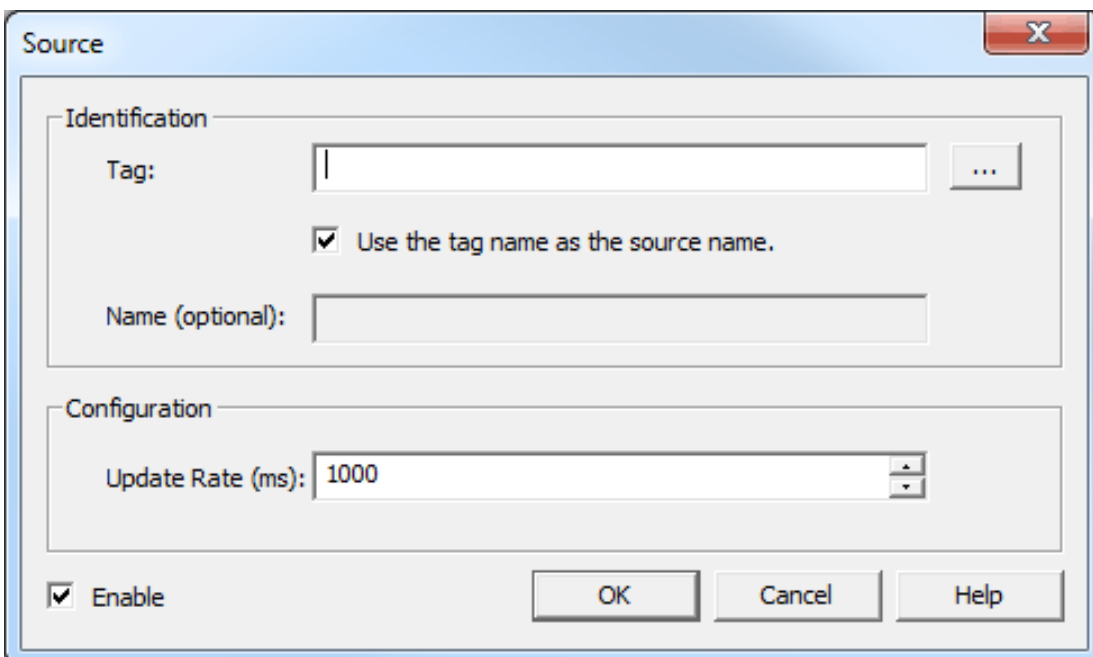 Source
Identification
Tag:
...
Use the tag name as the source name.
Name (optional):
Configuration
Update Rate (ms): 1000
Enable
OK
Cancel
Help